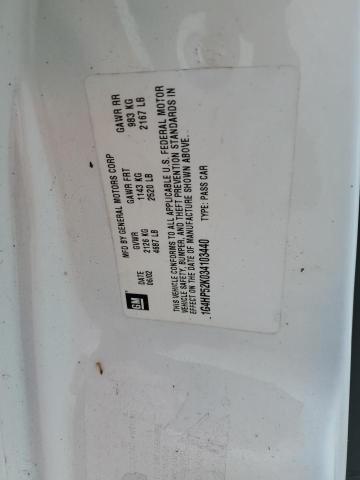 GM
MFD BY GENERAL MOTORS CORP
DATE GVWR GAWR FRT GAWR RR
06/02 2126 KG 1143 KG 983 KG
4687 LB 2520 LB 2167 LB
THIS VEHICLE CONFORMS TO ALL APPLICABLE U.S. FEDERAL MOTOR
VEHICLE SAFETY, BUMPER, AND THEFT PREVENTION STANDARDS IN
EFFECT ON THE DATE OF MANUFACTURE SHOWN ABOVE.
1G4HP52K034103440 TYPE: PASS CAR